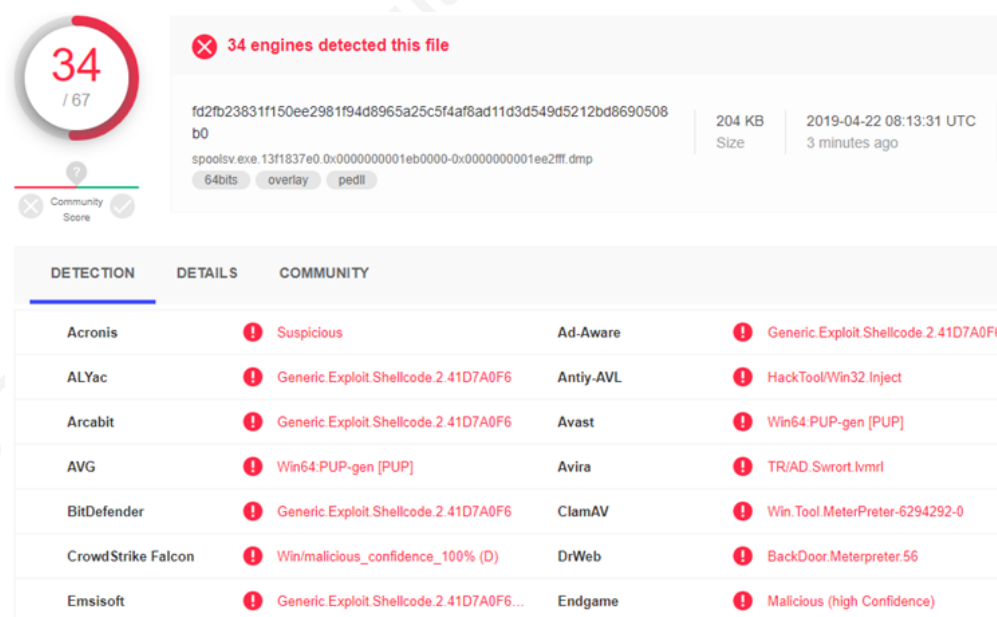 34
/ 67
34 engines detected this file
fd2fb23831f150ee2981f94d8965a25c5f4af8ad11d3d549d5212bd8690508
b0
spoolsv.exe.13f1837e0.0x0000000001eb0000-0x0000000001ee2fff.dmp
64bits overlay pedll
204 KB
Size
2019-04-22 08:13:31 UTC
3 minutes ago
?
Community
Score
DETECTION DETAILS COMMUNITY
Acronis Suspicious Ad-Aware Generic.Exploit.Shellcode.2.41D7A0F6
ALYac Generic.Exploit.Shellcode.2.41D7A0F6 Antiy-AVL HackTool/Win32.Inject
Arcabit Generic.Exploit.Shellcode.2.41D7A0F6 Avast Win64:PUP-gen [PUP]
AVG Win64:PUP-gen [PUP] Avira TR/AD.Swrort.lvmrl
BitDefender Generic.Exploit.Shellcode.2.41D7A0F6 ClamAV Win.Tool.MeterPreter-6294292-0
CrowdStrike Falcon Win/malicious_confidence_100% (D) DrWeb BackDoor.Meterpreter.56
Emsisoft Generic.Exploit.Shellcode.2.41D7A0F6... Endgame Malicious (high Confidence)